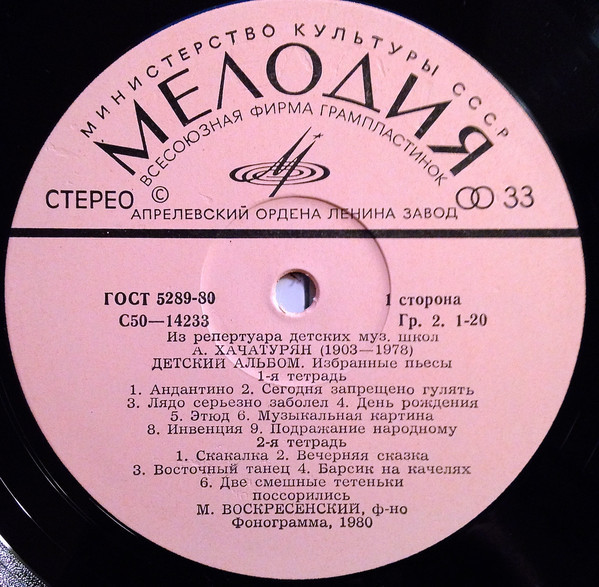 МИНИСТЕРСТВО КУЛЬТУРЫ СССР
МЕЛОДИЯ
ВСЕСОЮЗНАЯ ФИРМА ГРАМПЛАСТИНОК
СТЕРЕО © 33
АПРЕЛЕВСКИЙ ОРДЕНА ЛЕНИНА ЗАВОД
ГОСТ 5289-80 1 сторона
С50—14233 Гр. 2. 1-20
Из репертуара детских муз. школ
А. ХАЧАТУРЯН (1903—1978)
ДЕТСКИЙ АЛЬБОМ. Избранные пьесы
1-я тетрадь
1. Андантино 2. Сегодня запрещено гулять
3. Лядо серьезно заболел 4. День рождения
5. Этюд 6. Музыкальная картина
8. Инвенция 9. Подражание народному
2-я тетрадь
1. Скакалка 2. Вечерняя сказка
3. Восточный танец 4. Барсик на качелях
6. Две смешные тетеньки
поссорились
М. ВОСКРЕСЕНСКИЙ, ф-но
Фонограмма, 1980